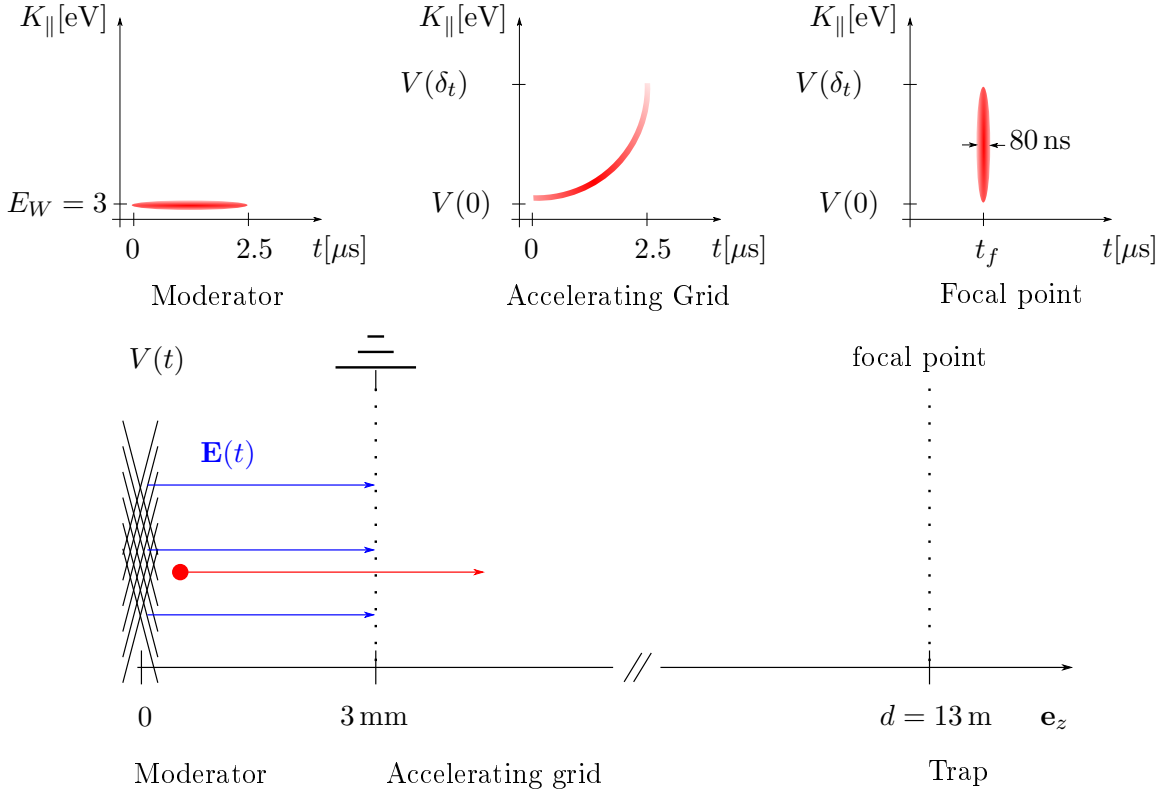 K∥[eV]
E_W = 3
0
2.5
t[μs]
Moderator
K∥[eV]
V(δ_t)
V(0)
0
2.5
t[μs]
Accelerating Grid
K∥[eV]
V(δ_t)
80 ns
V(0)
t_f
t[μs]
Focal point
V(t)
focal point
E(t)
0
3 mm
d = 13 m
e_z
Moderator
Accelerating grid
Trap